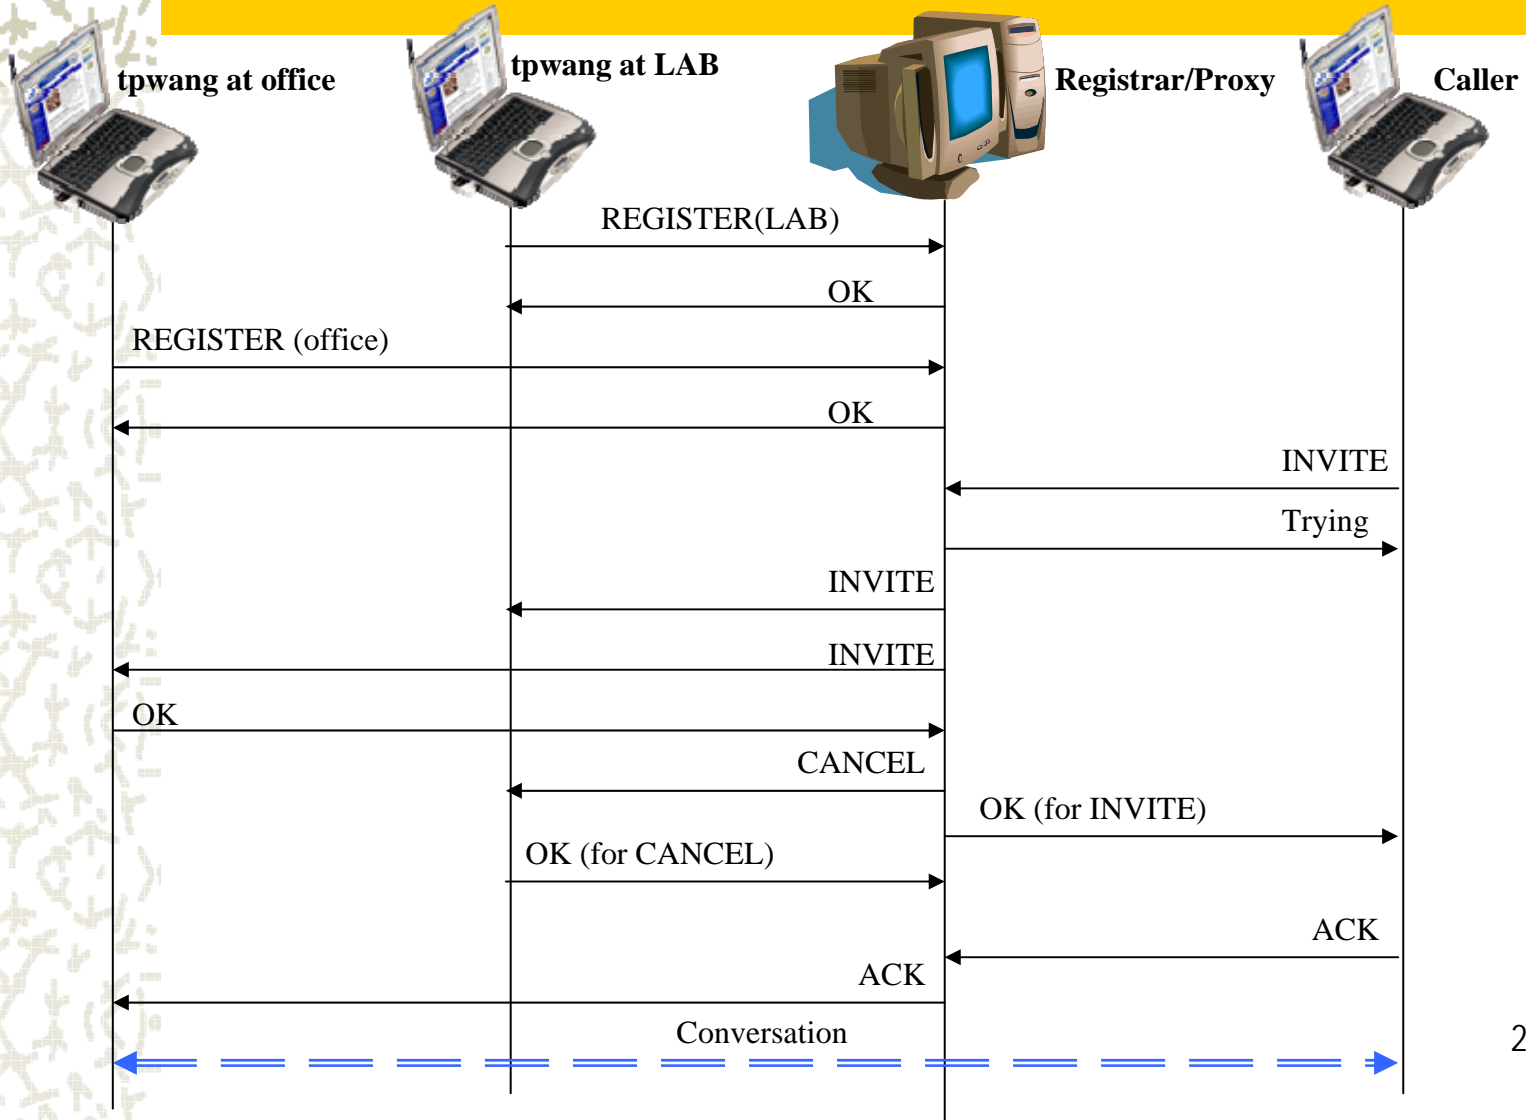 tpwang at office
tpwang at LAB
Registrar/Proxy
Caller
REGISTER(LAB)
OK
REGISTER (office)
OK
INVITE
Trying
INVITE
INVITE
OK
CANCEL
OK (for INVITE)
OK (for CANCEL)
ACK
ACK
Conversation
2